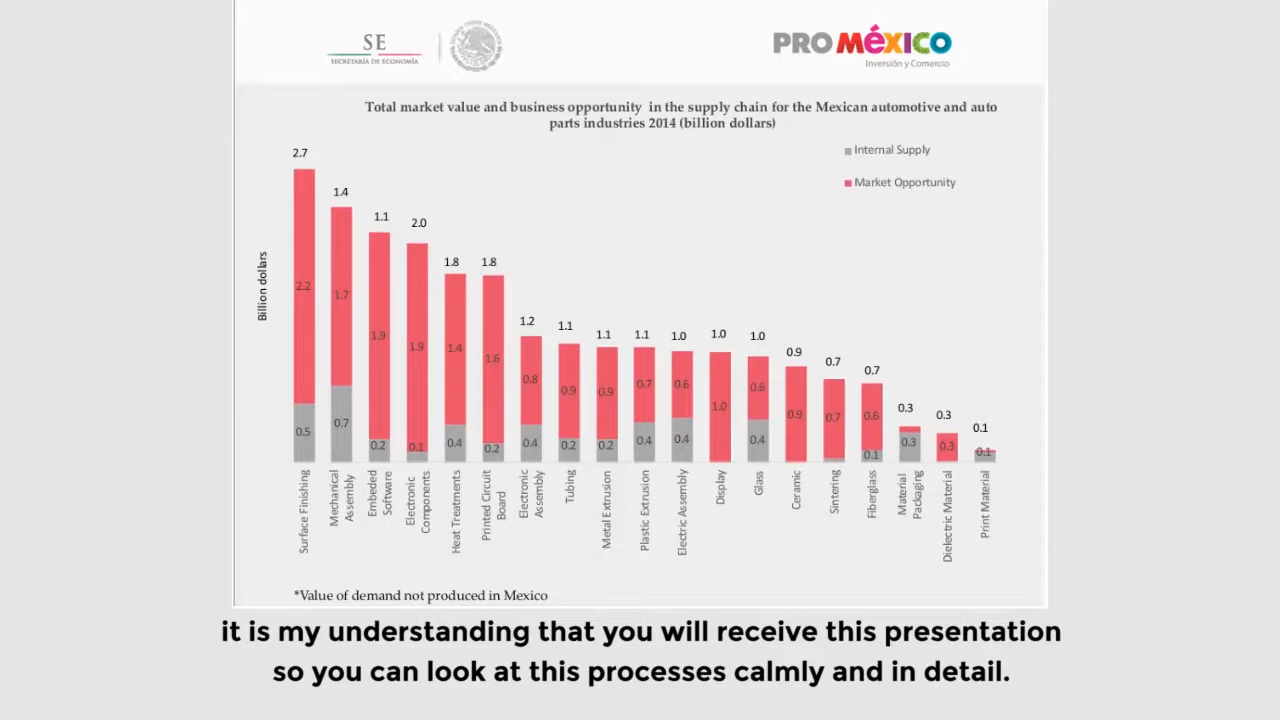 SE
SECRETARÍA DE ECONOMÍA
ESTADOS UNIDOS MEXICANOS
PROMÉXICO
Inversión y Comercio
Total market value and business opportunity in the supply chain for the Mexican automotive and auto
parts industries 2014 (billion dollars)
Internal Supply
Market Opportunity
Billion dollars
2.7
1.4
1.1
2.0
1.8
1.8
1.2
1.1
1.1
1.1
1.0
1.0
1.0
0.9
0.7
0.7
0.3
0.3
0.1
2.2
1.7
1.9
1.9
1.4
1.6
0.8
0.9
0.9
0.7
0.6
1.0
0.6
0.9
0.7
0.6
0.3
0.5
0.7
0.2
0.1
0.4
0.2
0.4
0.2
0.2
0.4
0.4
0.4
0.1
0.3
0.1
Surface Finishing
Mechanical
Assembly
Embeded
Software
Electronic
Components
Heat Treatments
Printed Circuit
Board
Electronic
Assembly
Tubing
Metal Extrusion
Plastic Extrusion
Electric Assembly
Display
Glass
Ceramic
Sintering
Fiberglass
Material
Packaging
Dielectric Material
Print Material
*Value of demand not produced in Mexico
it is my understanding that you will receive this presentation
so you can look at this processes calmly and in detail.